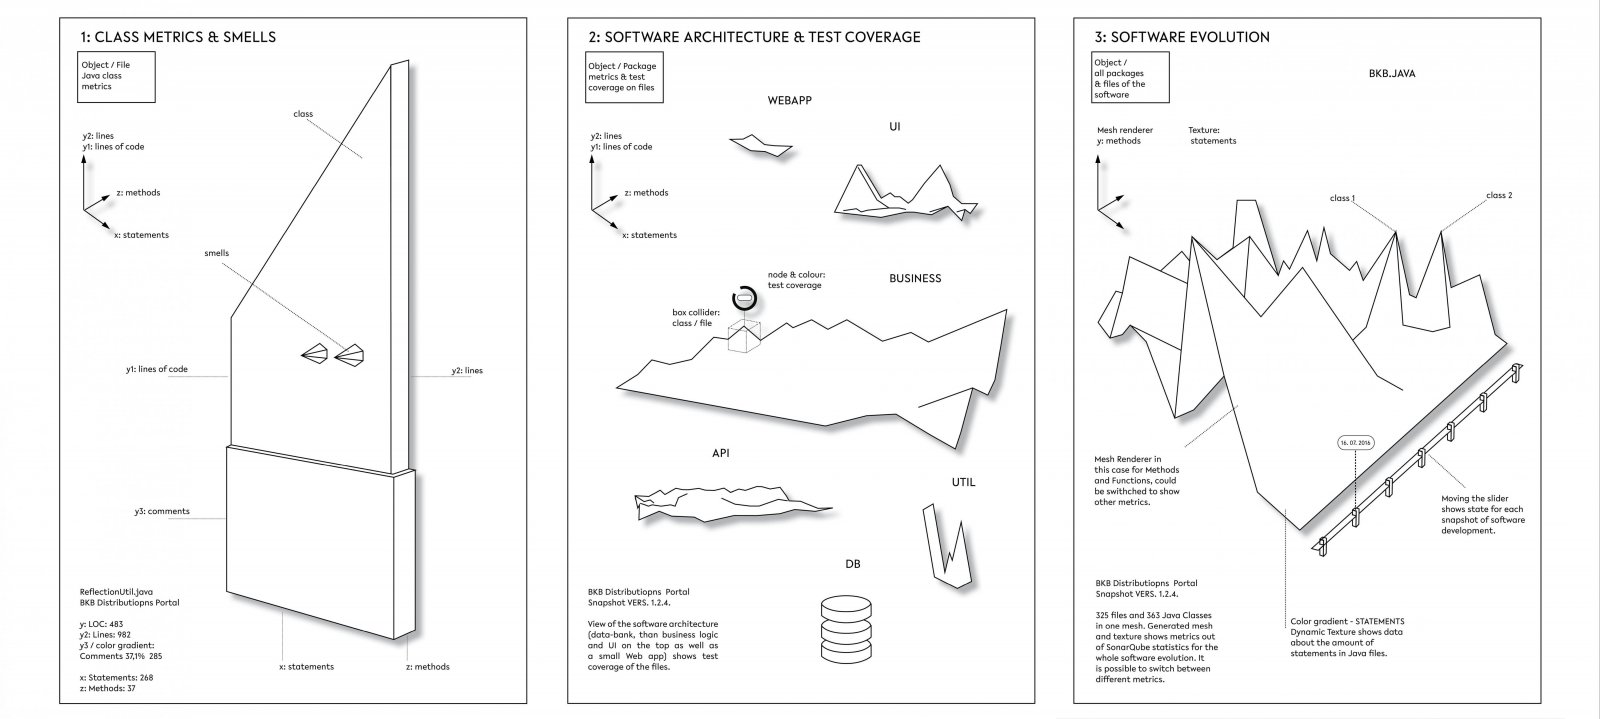 1: CLASS METRICS & SMELLS
Object / File
Java class
metrics
class
y2: lines
y1: lines of code
z: methods
x: statements
smells
y1: lines of code
y2: lines
y3: comments
ReflectionUtil.java
BKB Distributiopns Portal
y: LOC: 483
y2: Lines: 982
y3 / color gradient:
Comments 37,1% 285
x: Statements: 268
z: Methods: 37
x: statements
z: methods
2: SOFTWARE ARCHITECTURE & TEST COVERAGE
Object / Package
metrics & test
coverage on files
WEBAPP
UI
y2: lines
y1: lines of code
z: methods
x: statements
node & colour:
test coverage
BUSINESS
box collider:
class / file
API
UTIL
DB
BKB Distributiopns Portal
Snapshot VERS. 1.2.4.
View of the software architecture
(data-bank, than business logic
and UI on the top as well as
a small Web app) shows test
coverage of the files.
3: SOFTWARE EVOLUTION
Object /
all packages
& files of the
software
BKB.JAVA
Mesh renderer
y: methods
Texture:
statements
class 1
class 2
16. 07. 2016
Mesh Renderer in
this case for Methods
and Functions, could
be swithched to show
other metrics.
Moving the slider
shows state for each
snapshot of software
development.
BKB Distributiopns Portal
Snapshot VERS. 1.2.4.
325 files and 363 Java Classes
in one mesh. Generated mesh
and texture shows metrics out
of SonarQube statistics for the
whole software evolution. It
is possible to switch between
different metrics.
Color gradient - STATEMENTS
Dynamic Texture shows data
about the amount of
statements in Java files.